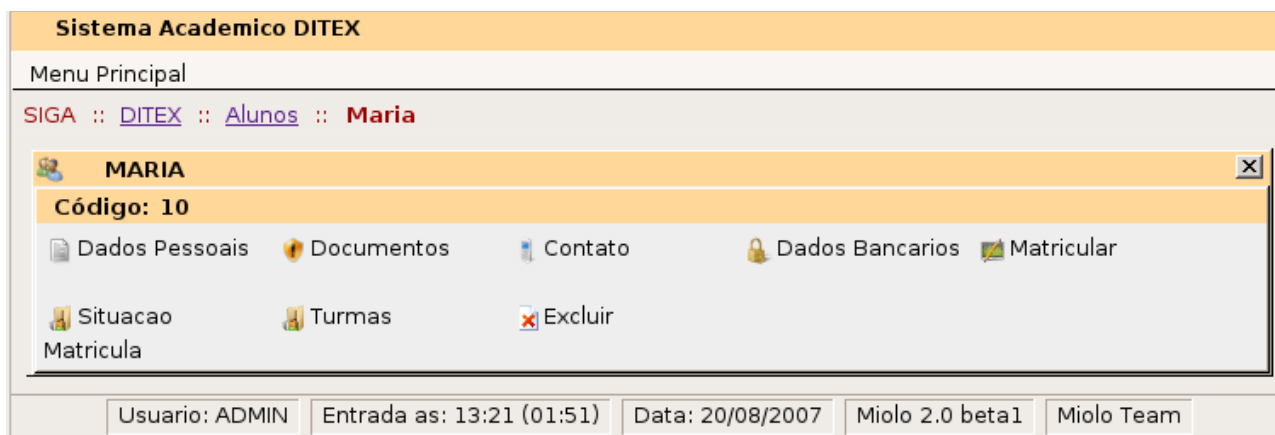 Sistema Academico DITEX
Menu Principal
SIGA :: DITEX :: Alunos :: Maria
MARIA
Código: 10
Dados Pessoais Documentos Contato Dados Bancarios Matricular
Situacao Turmas Excluir
Matricula
Usuario: ADMIN Entrada as: 13:21 (01:51) Data: 20/08/2007 Miolo 2.0 beta1 Miolo Team